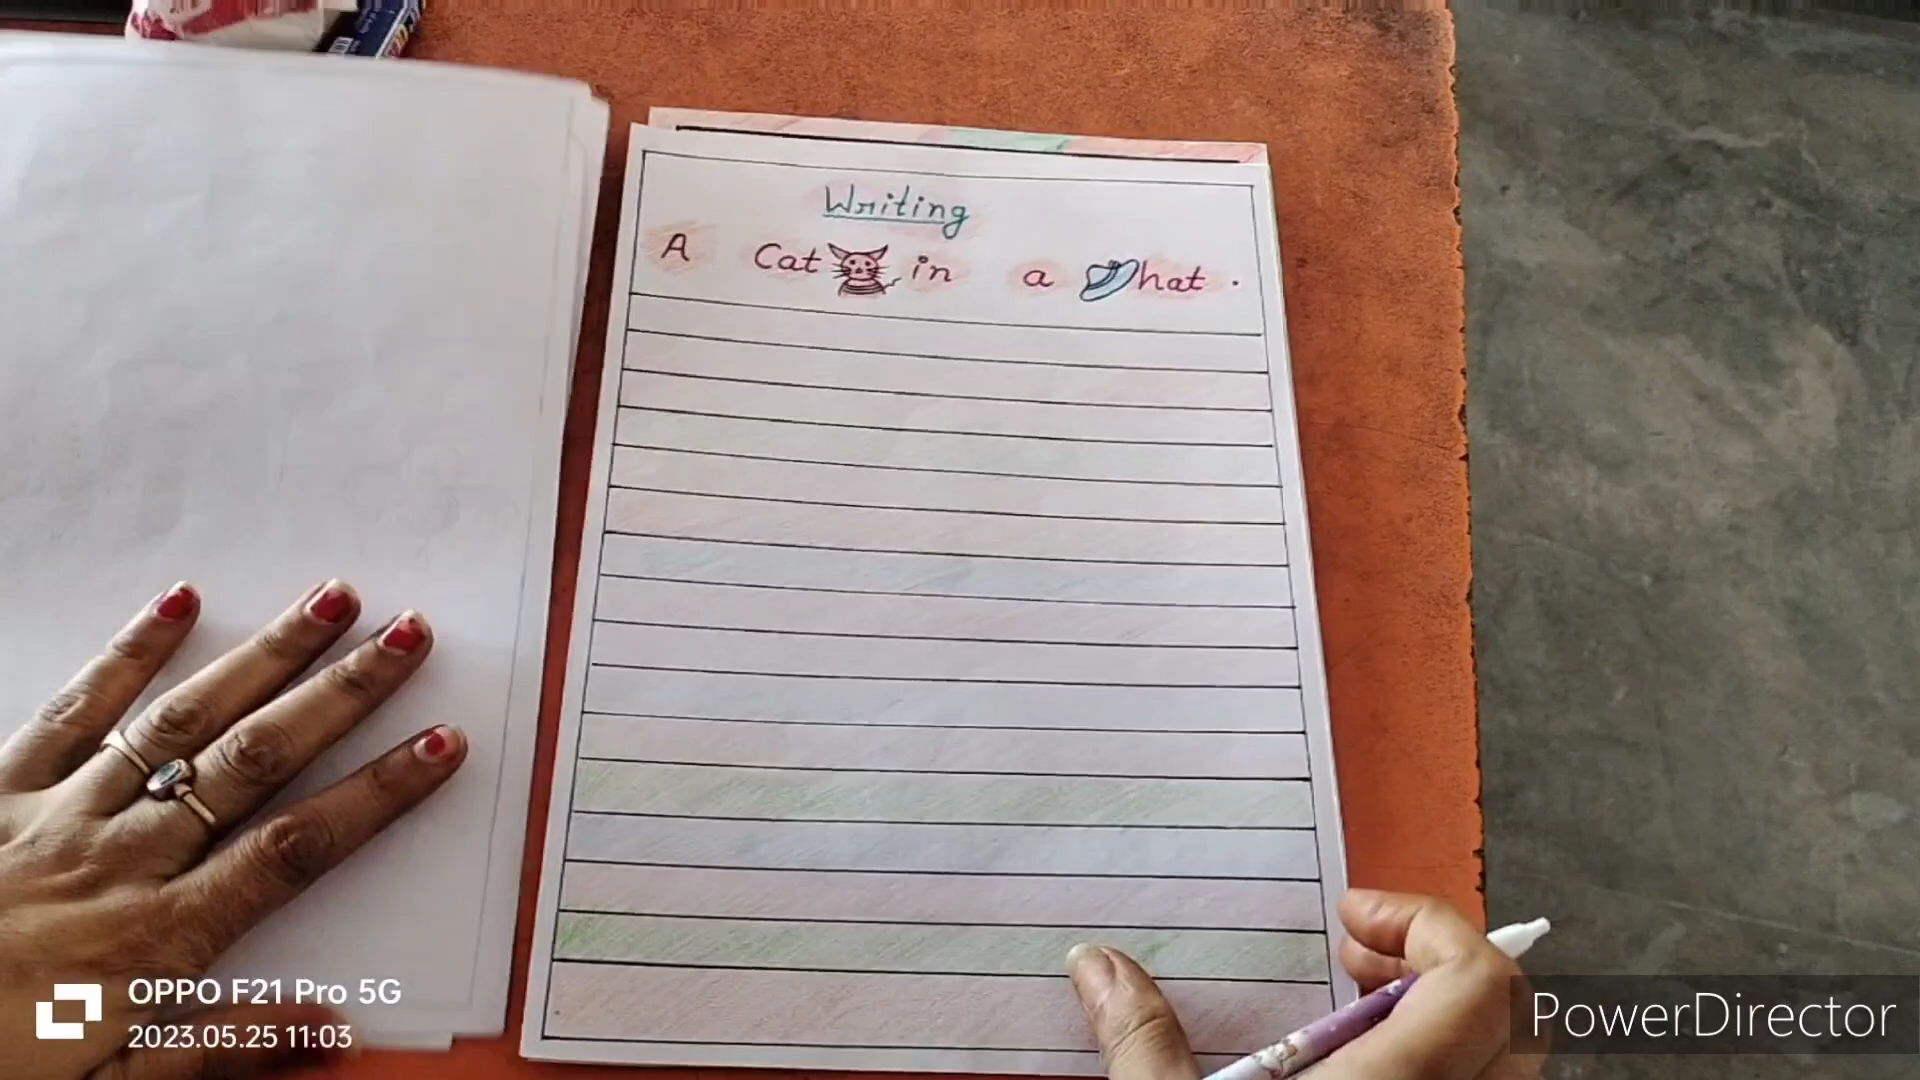 Writing
A Cat in a hat .
OPPO F21 Pro 5G
2023.05.25 11:03
PowerDirector